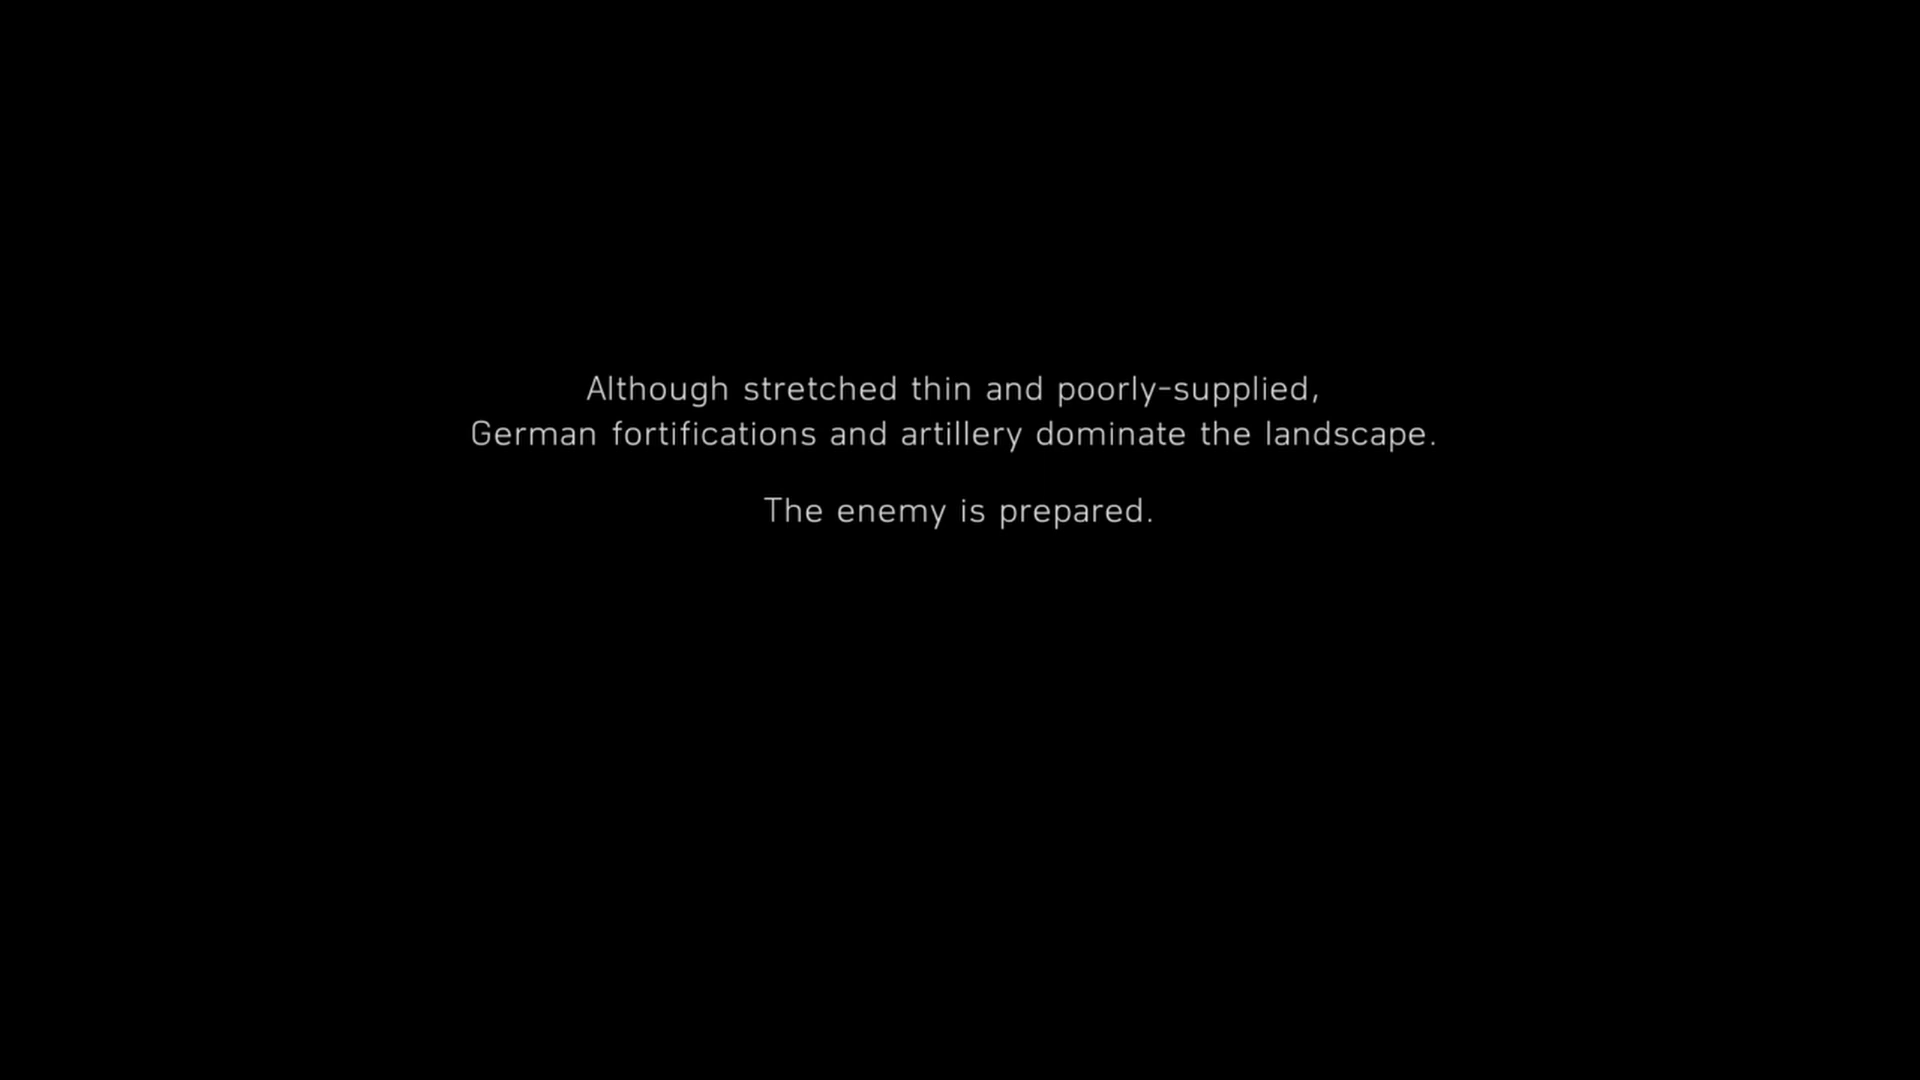 Although stretched thin and poorly-supplied,
German fortifications and artillery dominate the landscape.
The enemy is prepared.